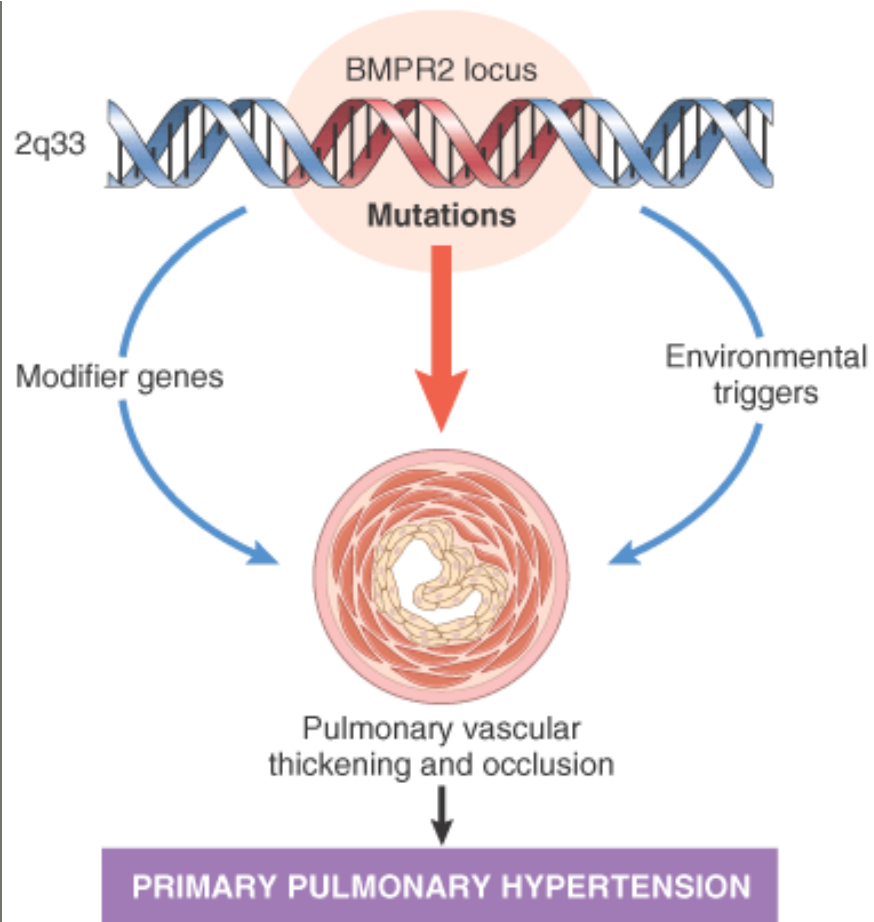 BMPR2 locus
2q33
Mutations
Modifier genes
Environmental
triggers
Pulmonary vascular
thickening and occlusion
PRIMARY PULMONARY HYPERTENSION